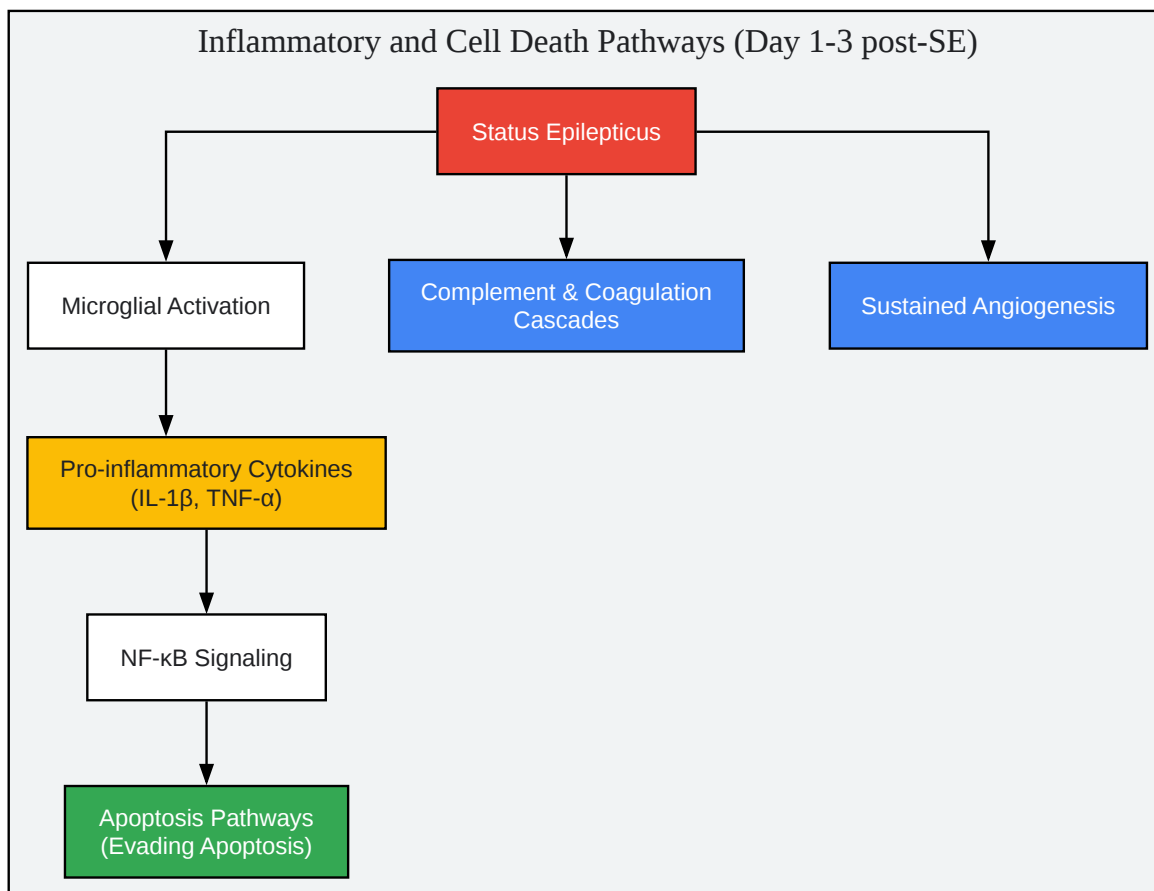 Inflammatory and Cell Death Pathways (Day 1-3 post-SE)
Status Epilepticus
Microglial Activation
Complement & Coagulation
Cascades
Sustained Angiogenesis
Pro-inflammatory Cytokines
(IL-1β, TNF-α)
NF-κB Signaling
Apoptosis Pathways
(Evading Apoptosis)